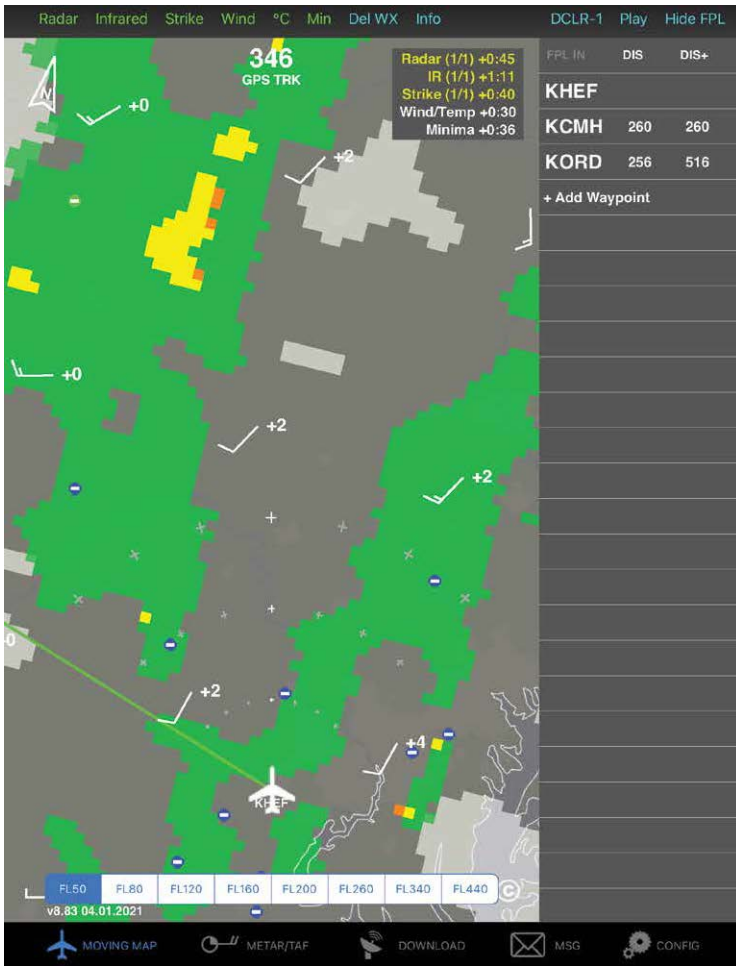 Radar Infrared Strike Wind °C Min Del WX Info DCLR-1 Play Hide FPL
346
GPS TRK
Radar (1/1) +0:45
IR (1/1) +1:11
Strike (1/1) +0:40
Wind/Temp +0:30
Minima +0:36
FPL IN DIS DIS+
KHEF
KCMH 260 260
KORD 256 516
+ Add Waypoint
N
+0
+2
+0
+2
+2
-0
+2
+4
KHEF
FL50 FL80 FL120 FL160 FL200 FL260 FL340 FL440 C
v8.83 04.01.2021
MOVING MAP METAR/TAF DOWNLOAD MSG CONFIG